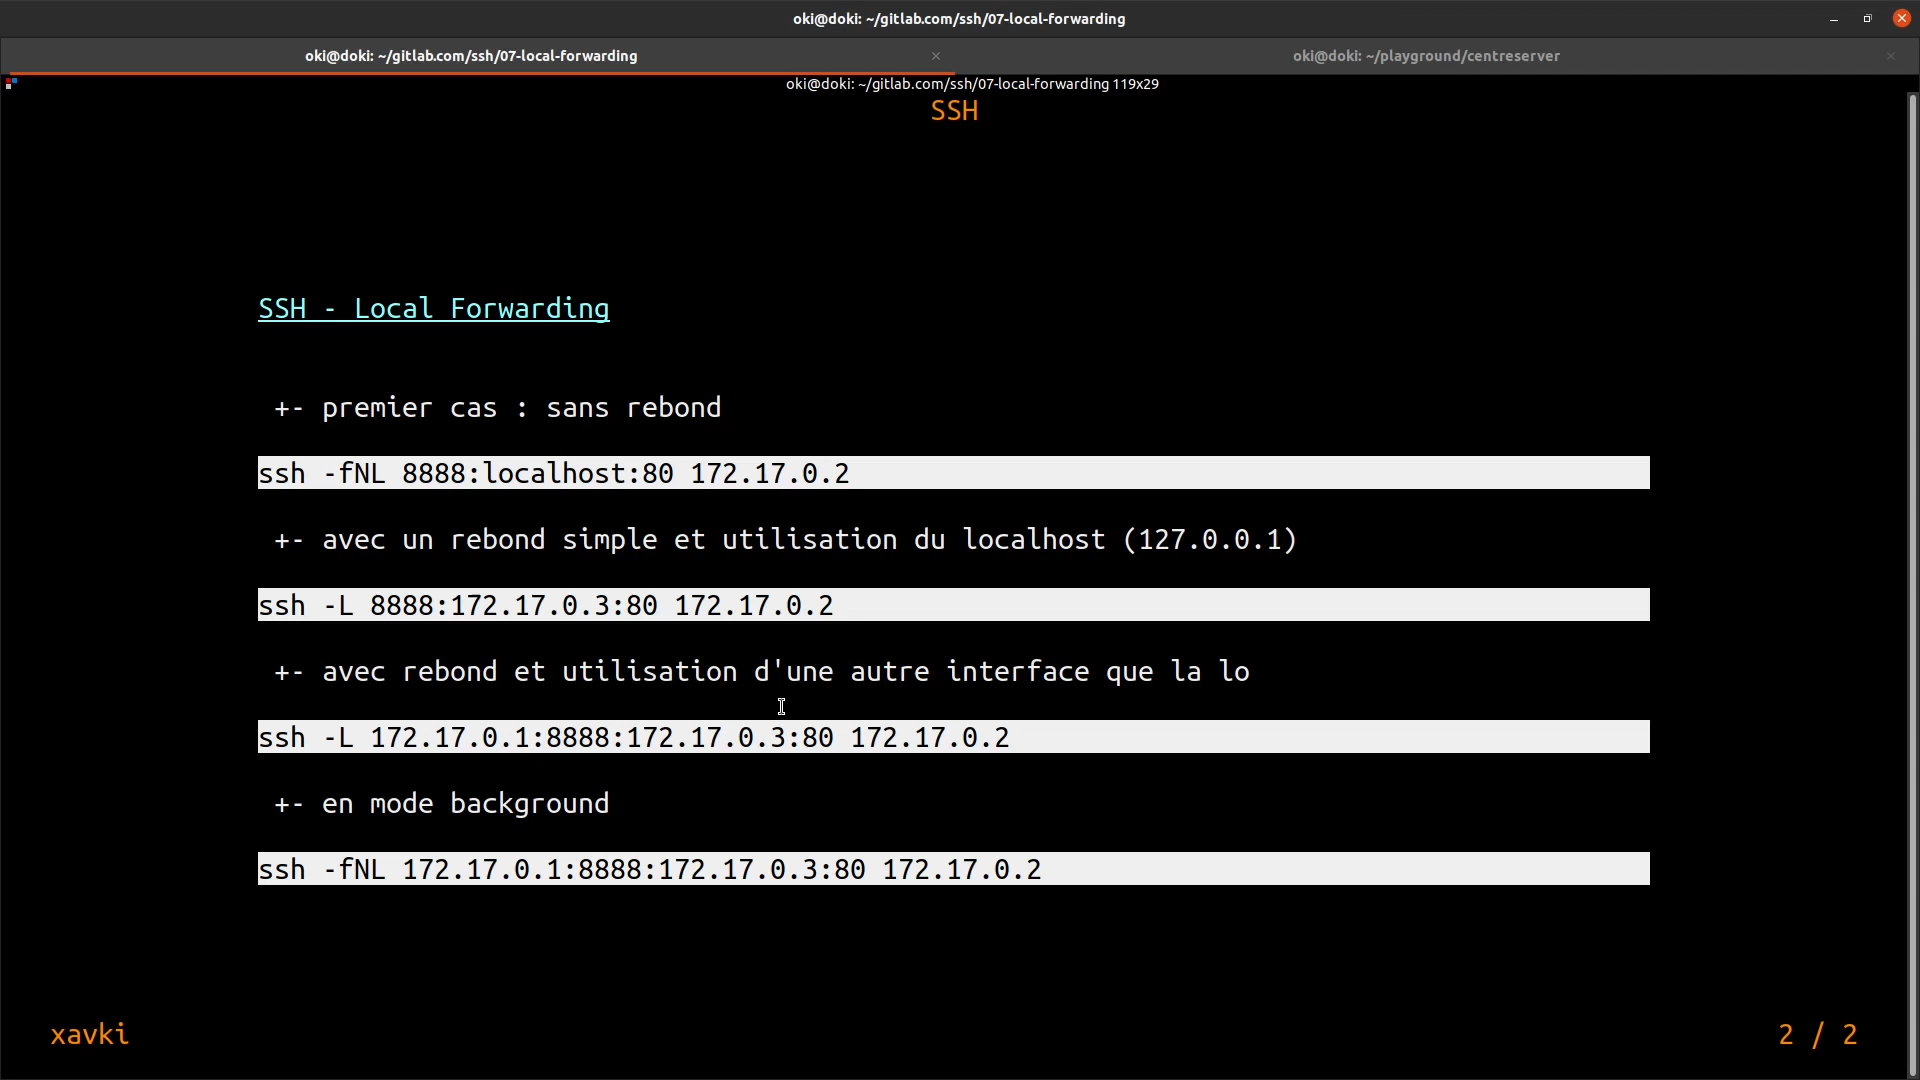 oki@doki: ~/gitlab.com/ssh/07-local-forwarding
oki@doki: ~/gitlab.com/ssh/07-local-forwarding
oki@doki: ~/playground/centreserver
oki@doki: ~/gitlab.com/ssh/07-local-forwarding 119x29
SSH
SSH - Local Forwarding
+- premier cas : sans rebond
ssh -fNL 8888:localhost:80 172.17.0.2
+- avec un rebond simple et utilisation du localhost (127.0.0.1)
ssh -L 8888:172.17.0.3:80 172.17.0.2
+- avec rebond et utilisation d'une autre interface que la lo
ssh -L 172.17.0.1:8888:172.17.0.3:80 172.17.0.2
+- en mode background
ssh -fNL 172.17.0.1:8888:172.17.0.3:80 172.17.0.2
xavki
2 / 2